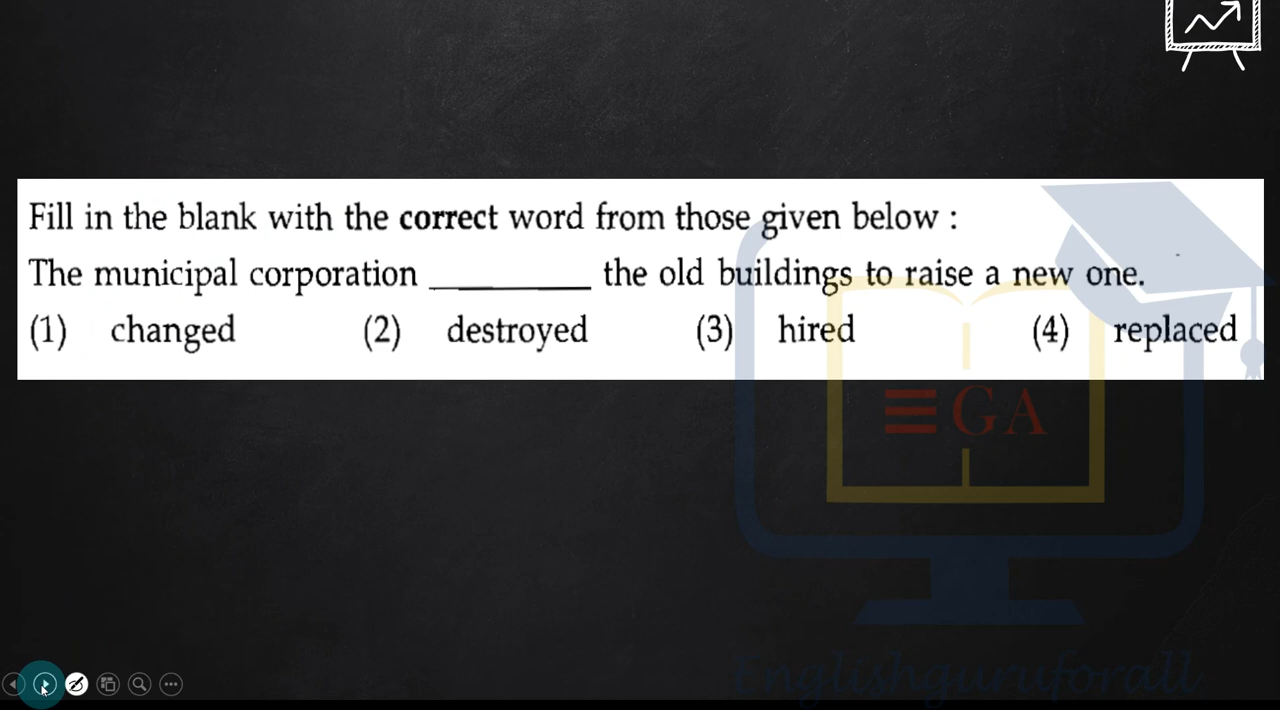 Fill in the blank with the correct word from those given below :
The municipal corporation __________ the old buildings to raise a new one.
(1) changed (2) destroyed (3) hired (4) replaced
GA
Englishguruforall